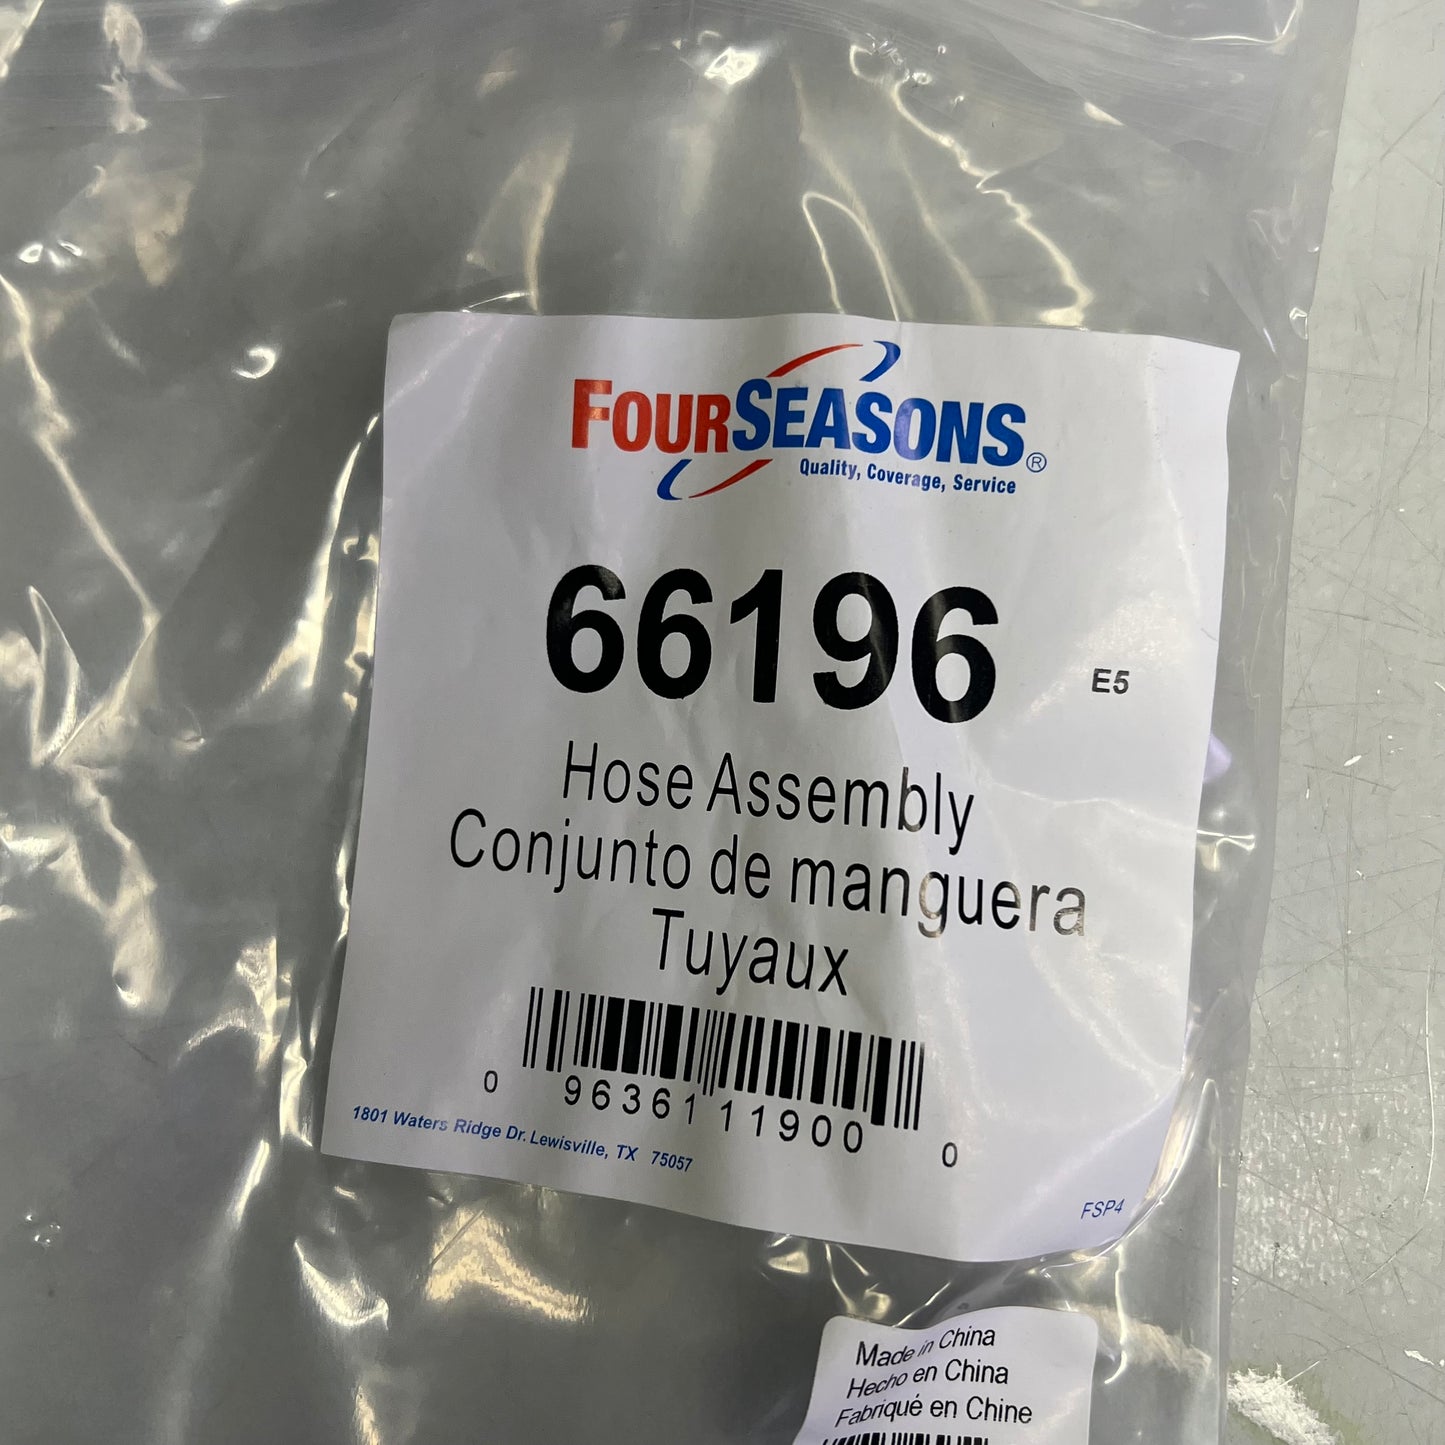 FOURSEASONS®
Quality, Coverage, Service
66196
E5
Hose Assembly
Conjunto de manguera
Tuyaux
0 96361 11900 0
1801 Waters Ridge Dr. Lewisville, TX 75057
FSP4
Made in China
Hecho en China
Fabriqué en Chine